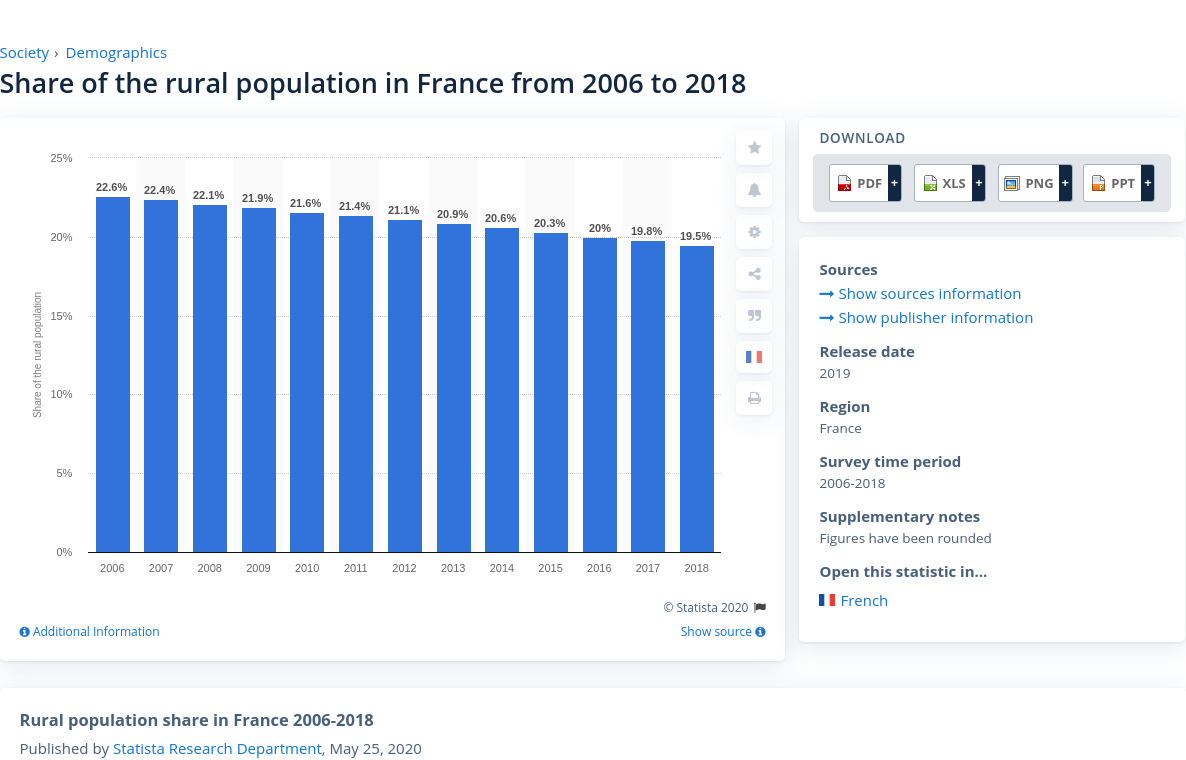 Society › Demographics
Share of the rural population in France from 2006 to 2018
25%
20%
15%
10%
5%
0%
Share of the rural population
22.6%
22.4%
22.1%
21.9%
21.6%
21.4%
21.1%
20.9%
20.6%
20.3%
20%
19.8%
19.5%
2006 2007 2008 2009 2010 2011 2012 2013 2014 2015 2016 2017 2018
© Statista 2020
Additional Information
Show source
DOWNLOAD
PDF + XLS + PNG + PPT +
Sources
Show sources information
Show publisher information
Release date
2019
Region
France
Survey time period
2006-2018
Supplementary notes
Figures have been rounded
Open this statistic in...
French
Rural population share in France 2006-2018
Published by Statista Research Department, May 25, 2020